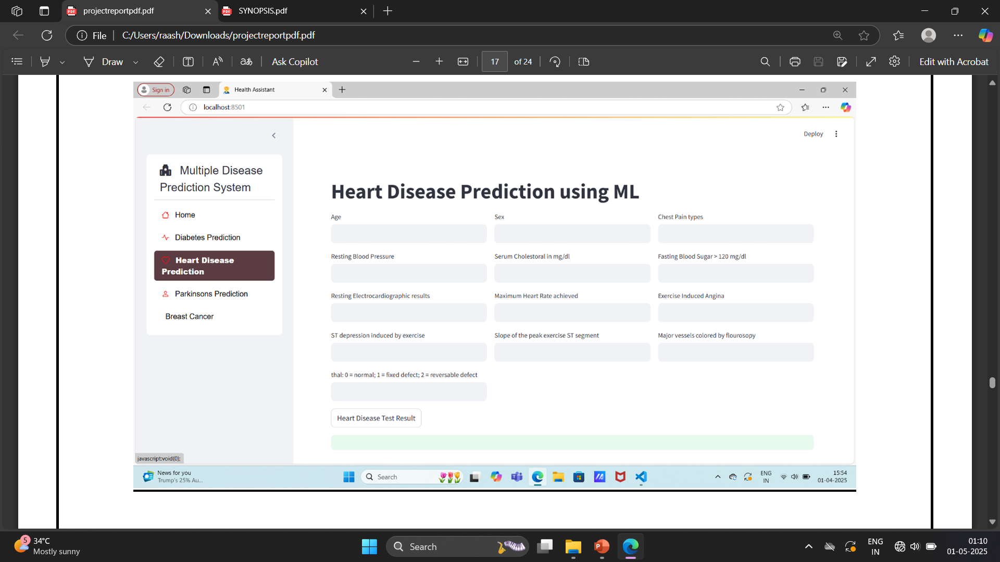 projectreportpdf.pdf
SYNOPSIS.pdf
File
C:/Users/raash/Downloads/projectreportpdf.pdf
Draw
Ask Copilot
17
of 24
Edit with Acrobat
Sign in
Health Assistant
localhost:8501
Deploy
Multiple Disease
Prediction System
Home
Diabetes Prediction
Heart Disease
Prediction
Parkinsons Prediction
Breast Cancer
Heart Disease Prediction using ML
Age
Sex
Chest Pain types
Resting Blood Pressure
Serum Cholestoral in mg/dl
Fasting Blood Sugar > 120 mg/dl
Resting Electrocardiographic results
Maximum Heart Rate achieved
Exercise Induced Angina
ST depression induced by exercise
Slope of the peak exercise ST segment
Major vessels colored by flourosopy
thal: 0 = normal; 1 = fixed defect; 2 = reversable defect
Heart Disease Test Result
javascript:void(0);
News for you
Trump's 25% Au...
Search
ENG
IN
15:54
01-04-2025
5
34°C
Mostly sunny
Search
ENG
IN
01:10
01-05-2025